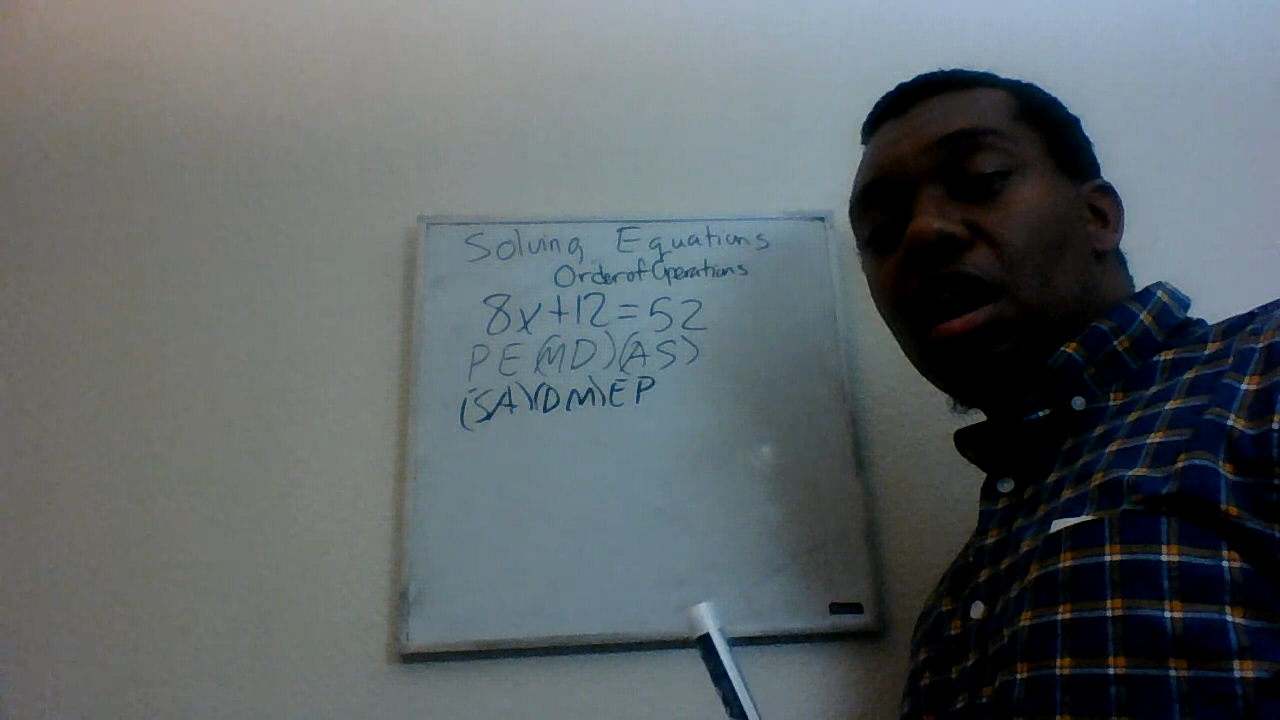 Solving Equations
Order of Operations
8x+12=52
PE(MD)(AS)
(SA)(DM)EP